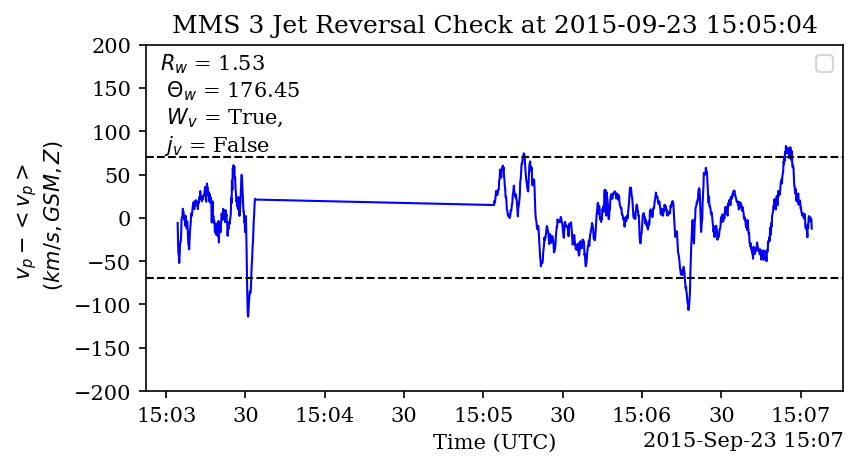 MMS 3 Jet Reversal Check at 2015-09-23 15:05:04
R_w = 1.53
Θ_w = 176.45
W_v = True,
j_v = False
v_p − < v_p >
(km/s, GSM, Z)
200
150
100
50
0
−50
−100
−150
−200
15:03 30 15:04 30 15:05 30 15:06 30 15:07
Time (UTC)
2015-Sep-23 15:07